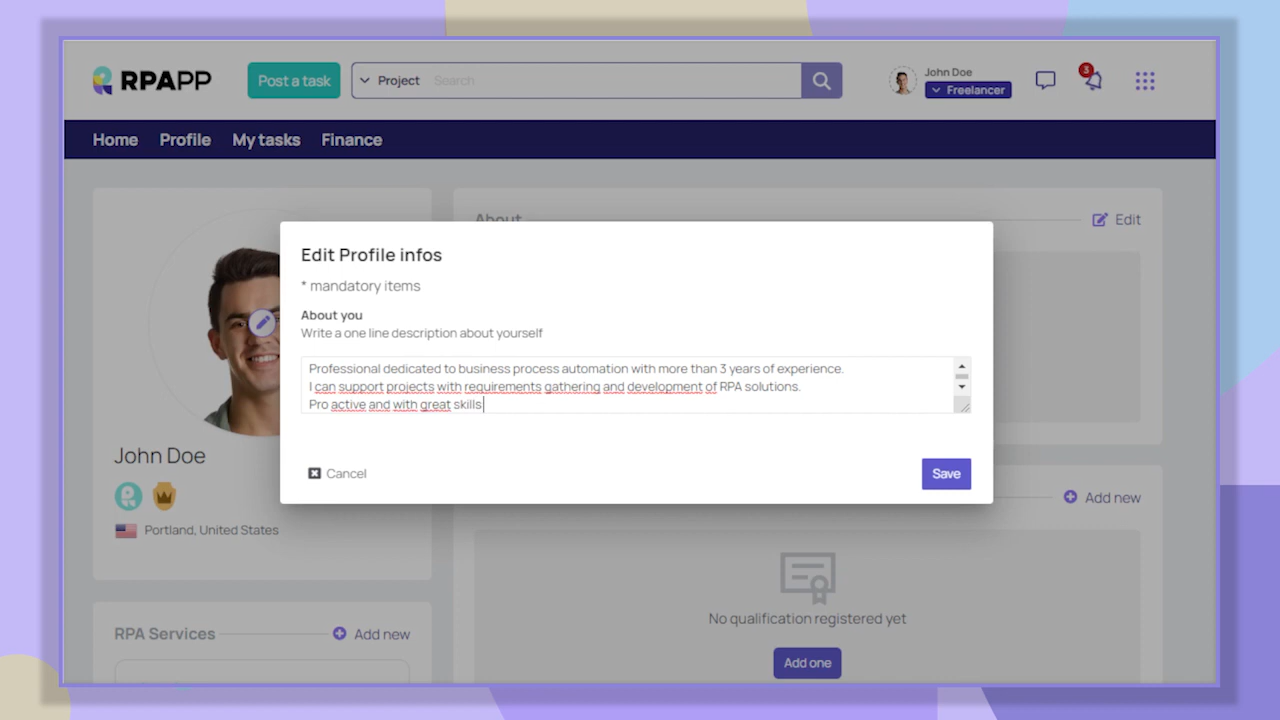 RPAPP
Post a task
Project
Search
John Doe
Freelancer
3
Home
Profile
My tasks
Finance
About
Edit
Edit Profile infos
* mandatory items
About you
Write a one line description about yourself
Professional dedicated to business process automation with more than 3 years of experience.
I can support projects with requirements gathering and development of RPA solutions.
Pro active and with great skills
Cancel
Save
John Doe
Portland, United States
Add new
No qualification registered yet
Add one
RPA Services
Add new